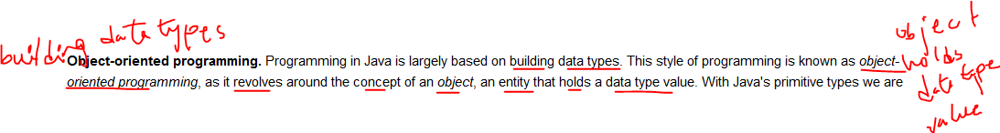 building data types
Object-oriented programming. Programming in Java is largely based on building data types. This style of programming is known as object-
oriented programming, as it revolves around the concept of an object, an entity that holds a data type value. With Java's primitive types we are
object
holds
data type
value